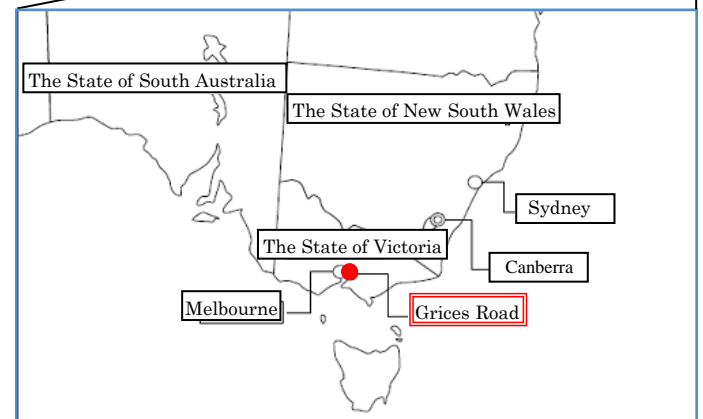 The State of South Australia
The State of New South Wales
Sydney
The State of Victoria
Canberra
Melbourne
Grices Road